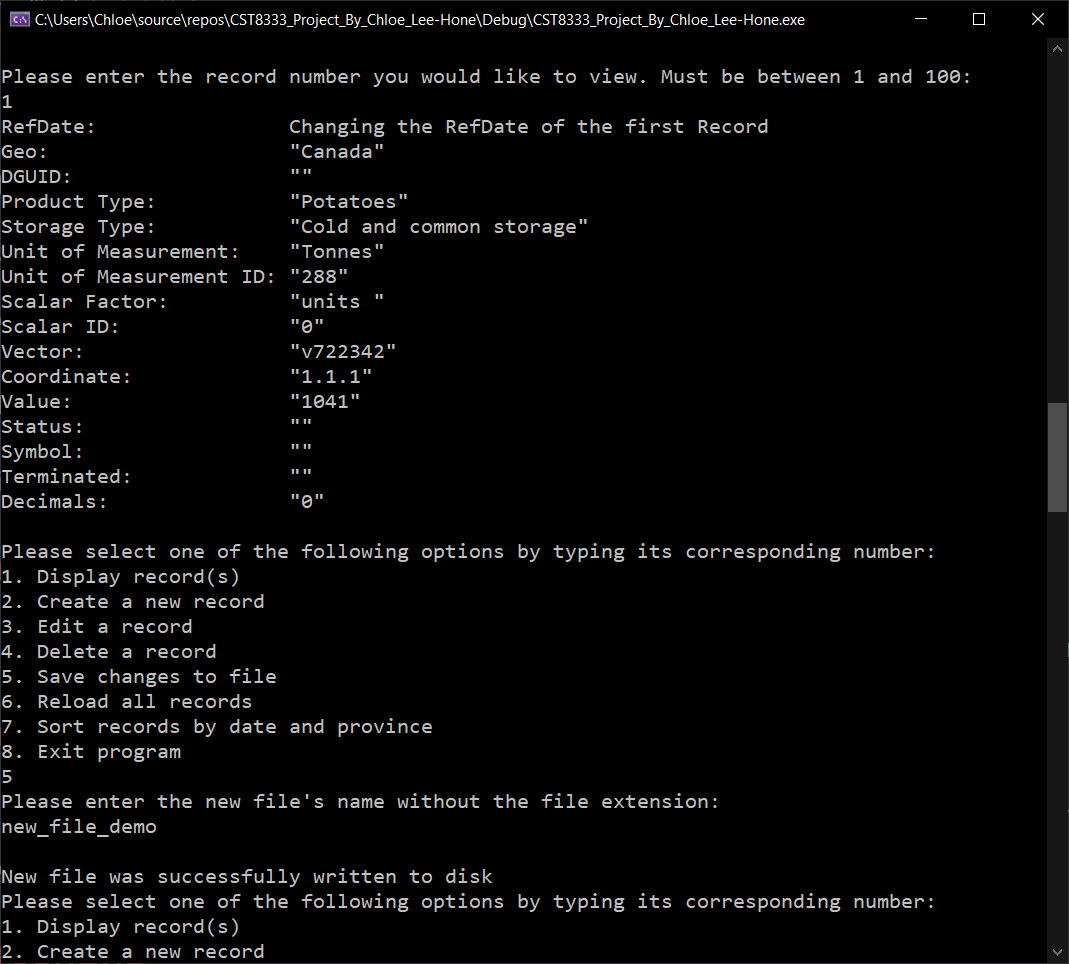 C:\Users\Chloe\source\repos\CST8333_Project_By_Chloe_Lee-Hone\Debug\CST8333_Project_By_Chloe_Lee-Hone.exe
Please enter the record number you would like to view. Must be between 1 and 100:
1
RefDate: Changing the RefDate of the first Record
Geo: "Canada"
DGUID: ""
Product Type: "Potatoes"
Storage Type: "Cold and common storage"
Unit of Measurement: "Tonnes"
Unit of Measurement ID: "288"
Scalar Factor: "units "
Scalar ID: "0"
Vector: "v722342"
Coordinate: "1.1.1"
Value: "1041"
Status: ""
Symbol: ""
Terminated: ""
Decimals: "0"
Please select one of the following options by typing its corresponding number:
1. Display record(s)
2. Create a new record
3. Edit a record
4. Delete a record
5. Save changes to file
6. Reload all records
7. Sort records by date and province
8. Exit program
5
Please enter the new file's name without the file extension:
new_file_demo
New file was successfully written to disk
Please select one of the following options by typing its corresponding number:
1. Display record(s)
2. Create a new record